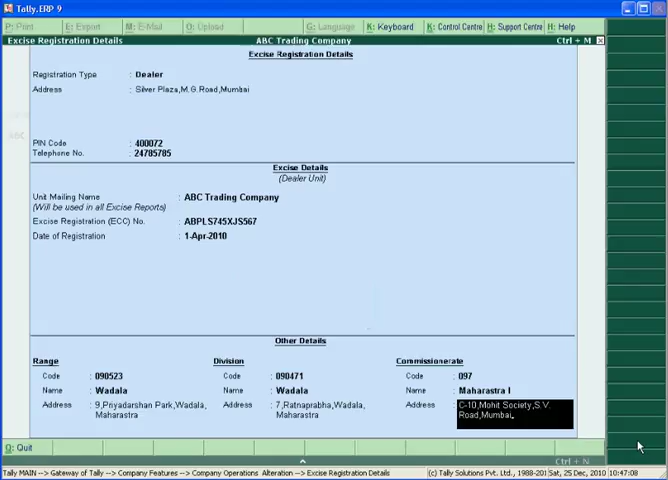 Tally.ERP 9
P: Print
E: Export
M: E-Mail
O: Upload
G: Language
K: Keyboard
K: Control Centre
H: Support Centre
H: Help
Excise Registration Details
ABC Trading Company
Ctrl + M
Excise Registration Details
Registration Type : Dealer
Address : Silver Plaza,M.G.Road,Mumbai
PIN Code : 400072
Telephone No. : 24785785
Excise Details
(Dealer Unit)
Unit Mailing Name : ABC Trading Company
(Will be used in all Excise Reports)
Excise Registration (ECC) No. : ABPLS745XJS567
Date of Registration : 1-Apr-2010
Other Details
Range
Division
Commissionerate
Code : 090523
Code : 090471
Code : 097
Name : Wadala
Name : Wadala
Name : Maharastra I
Address : 9,Priyadarshan Park,Wadala,
Maharastra
Address : 7,Ratnaprabha,Wadala,
Maharastra
Address : C-10,Mohit Society,S.V.
Road,Mumbai.
Q: Quit
Ctrl + N
Tally MAIN --> Gateway of Tally --> Company Features --> Company Operations Alteration --> Excise Registration Details
(c) Tally Solutions Pvt. Ltd., 1988-201
Sat, 25 Dec, 2010
10:47:08